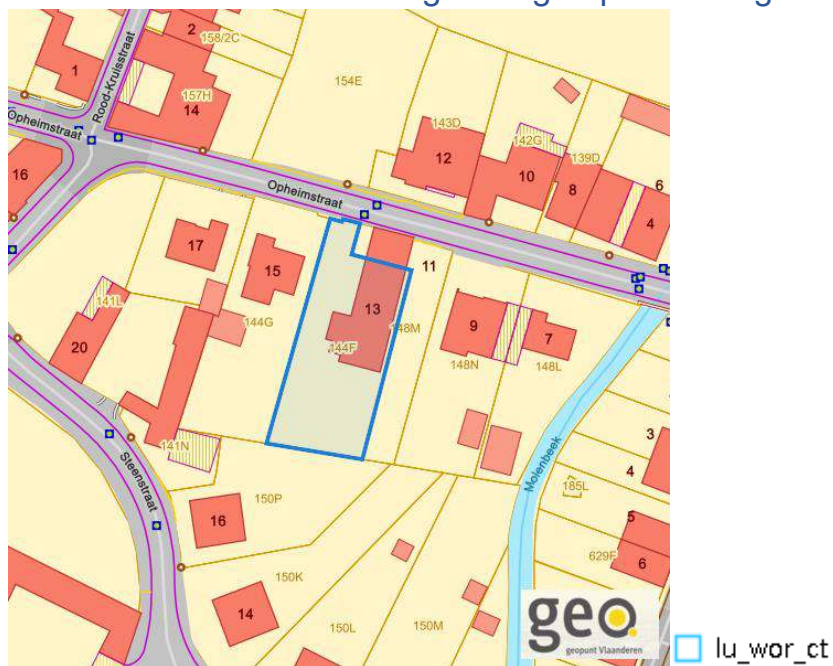 2
158/2C
1
157H
14
154E
Rood-Kruisstraat
Opheimstraat
16
143D
12
142G
10
139D
8
6
4
Opheimstraat
17
15
11
13
148M
144F
144G
141L
20
9
7
148N
148L
141N
Steenstraat
150P
16
150K
14
150L
150M
Molenbeek
185L
3
4
5
629F
6
geo
geopunt Vlaanderen
lu_wor_ct